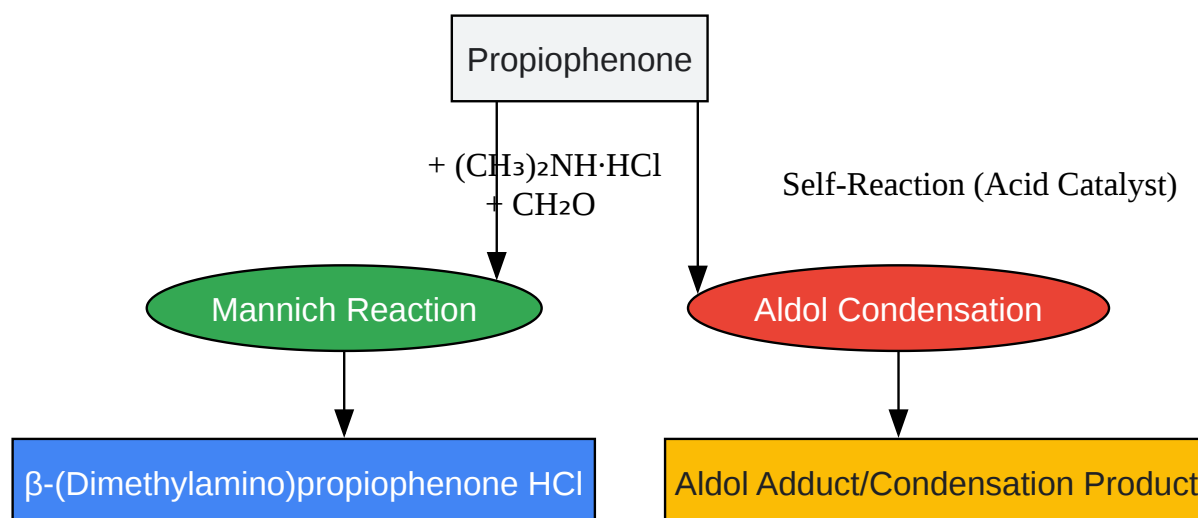 Propiophenone
+ (CH₃)₂NH·HCl
+ CH₂O
Self-Reaction (Acid Catalyst)
Mannich Reaction
Aldol Condensation
β-(Dimethylamino)propiophenone HCl
Aldol Adduct/Condensation Product